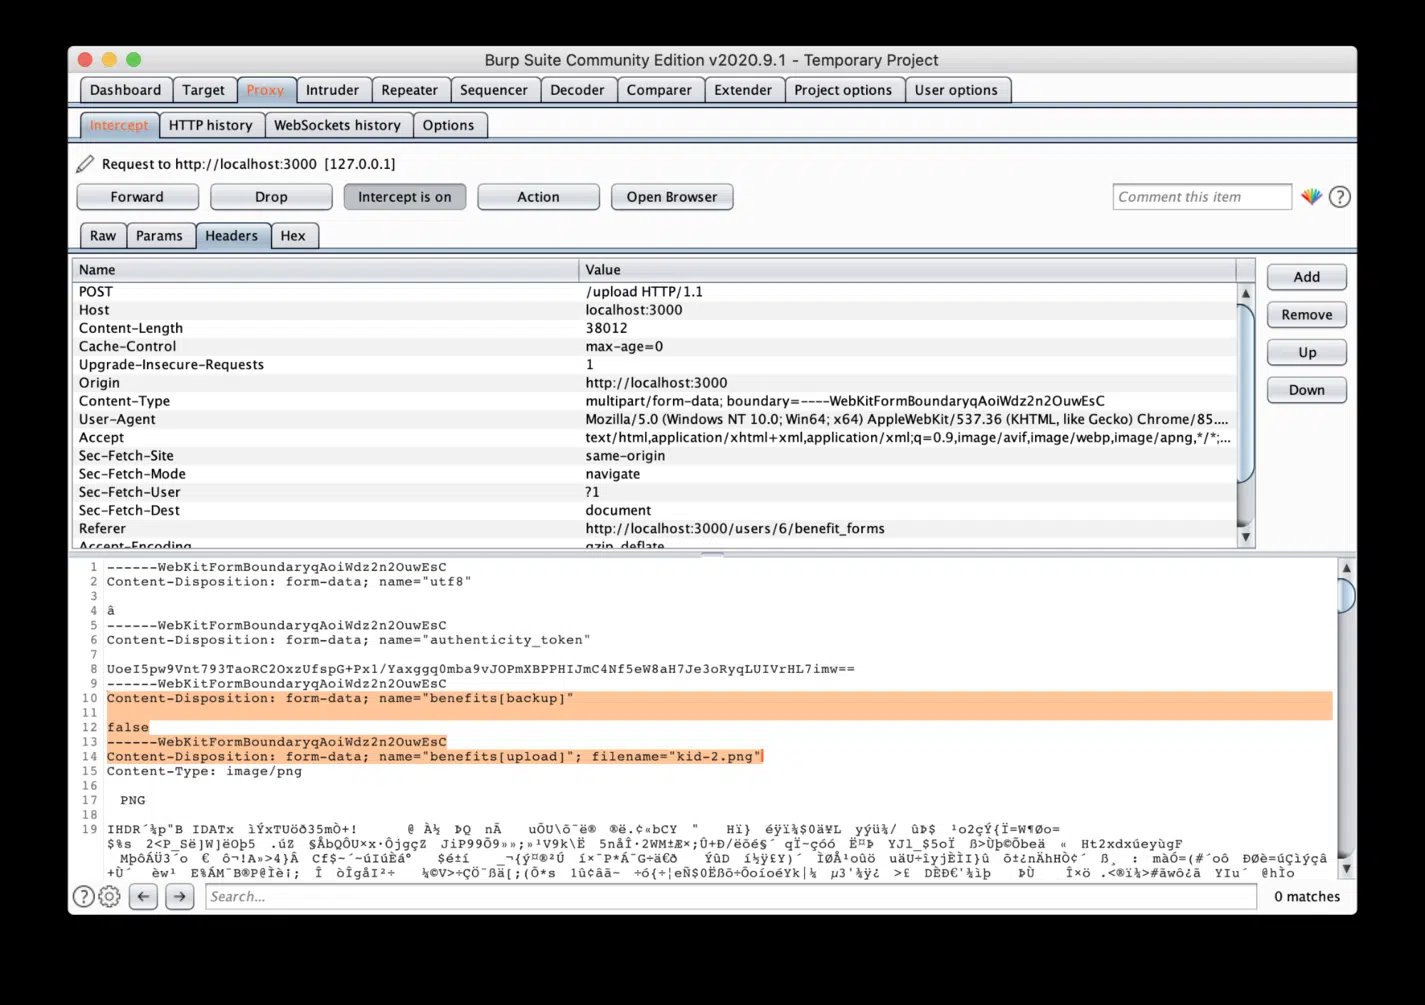 Burp Suite Community Edition v2020.9.1 - Temporary Project
Dashboard Target Proxy Intruder Repeater Sequencer Decoder Comparer Extender Project options User options
Intercept HTTP history WebSockets history Options
Request to http://localhost:3000 [127.0.0.1]
Forward Drop Intercept is on Action Open Browser Comment this item ?
Raw Params Headers Hex
Name Value
Add
Remove
Up
Down
POST /upload HTTP/1.1
Host localhost:3000
Content-Length 38012
Cache-Control max-age=0
Upgrade-Insecure-Requests 1
Origin http://localhost:3000
Content-Type multipart/form-data; boundary=----WebKitFormBoundaryqAoiWdz2n2OuwEsC
User-Agent Mozilla/5.0 (Windows NT 10.0; Win64; x64) AppleWebKit/537.36 (KHTML, like Gecko) Chrome/85....
Accept text/html,application/xhtml+xml,application/xml;q=0.9,image/avif,image/webp,image/apng,*/*;...
Sec-Fetch-Site same-origin
Sec-Fetch-Mode navigate
Sec-Fetch-User ?1
Sec-Fetch-Dest document
Referer http://localhost:3000/users/6/benefit_forms
Accept-Encoding gzip, deflate
1 ------WebKitFormBoundaryqAoiWdz2n2OuwEsC
2 Content-Disposition: form-data; name="utf8"
3
4 â
5 ------WebKitFormBoundaryqAoiWdz2n2OuwEsC
6 Content-Disposition: form-data; name="authenticity_token"
7
8 UoeI5pw9Vnt793TaoRC2OxzUfspG+Px1/Yaxggq0mba9vJOPmXBPPHIJmC4Nf5eW8aH7Je3oRyqLUIVrHL7imw==
9 ------WebKitFormBoundaryqAoiWdz2n2OuwEsC
10 Content-Disposition: form-data; name="benefits[backup]"
11
12 false
13 ------WebKitFormBoundaryqAoiWdz2n2OuwEsC
14 Content-Disposition: form-data; name="benefits[upload]"; filename="kid-2.png"
15 Content-Type: image/png
16
17 PNG
18
19
? Search... 0 matches